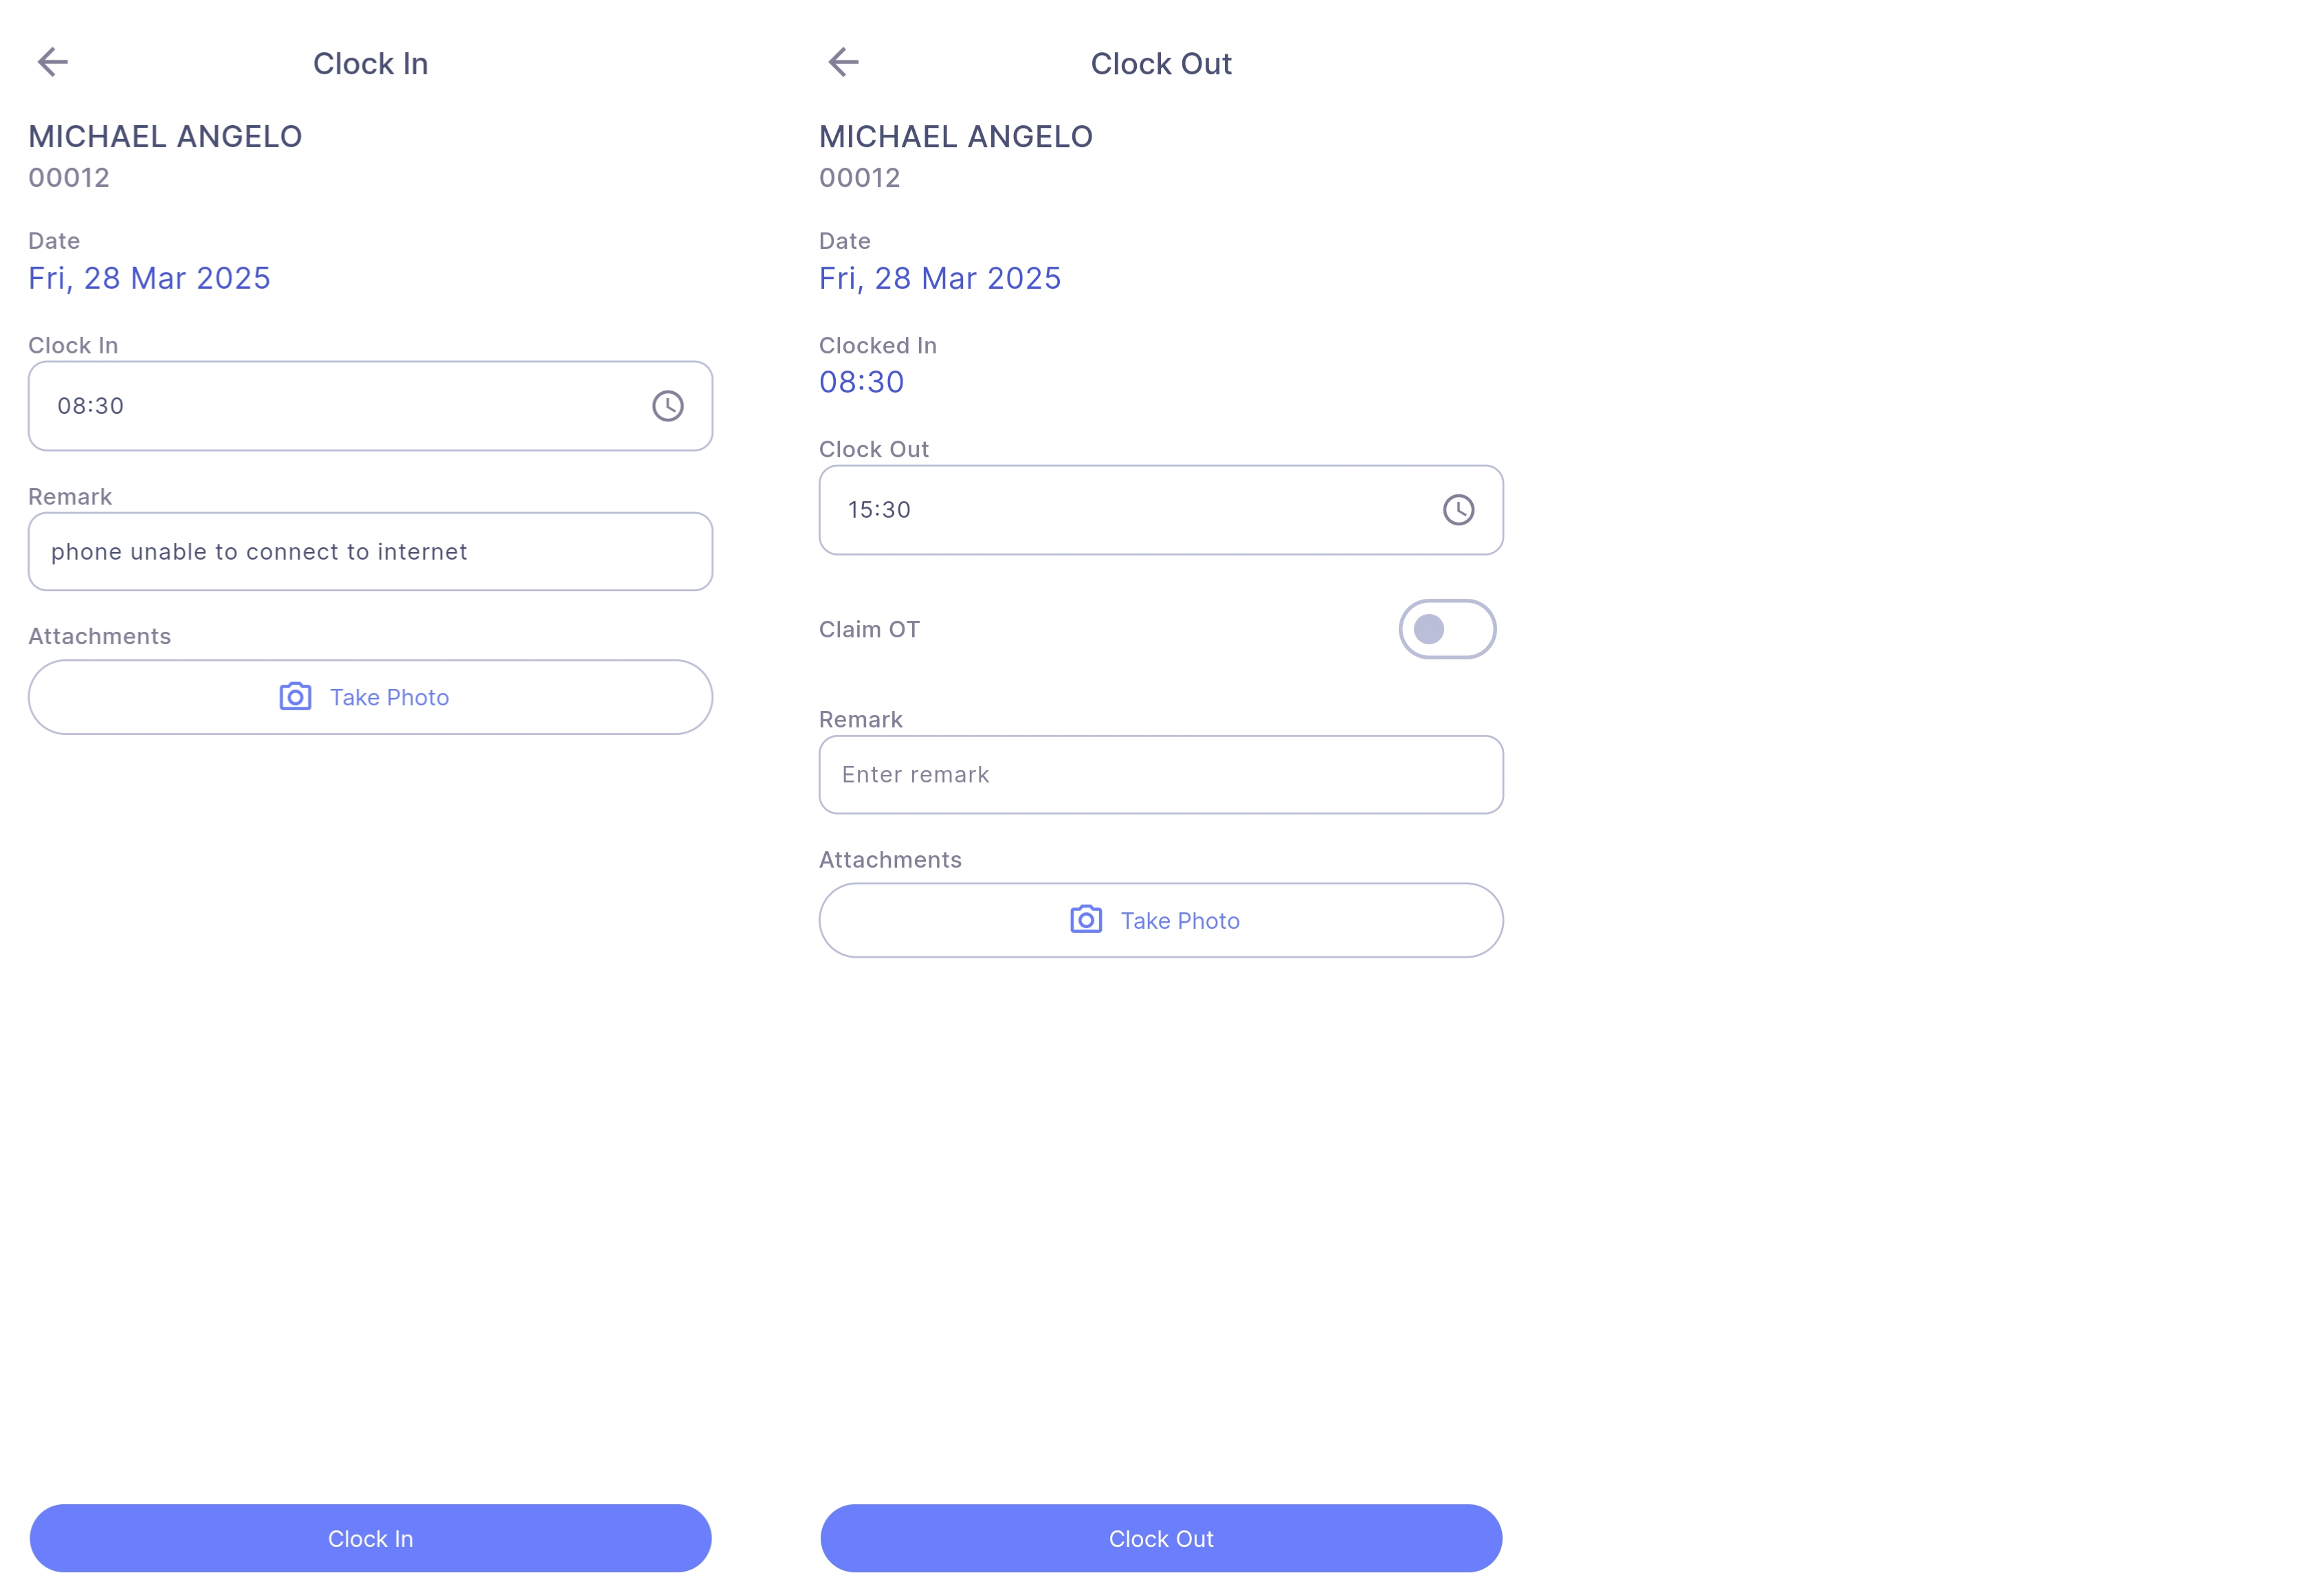 Clock In
MICHAEL ANGELO
00012
Date
Fri, 28 Mar 2025
Clock In
08:30
Remark
phone unable to connect to internet
Attachments
Take Photo
Clock In
Clock Out
MICHAEL ANGELO
00012
Date
Fri, 28 Mar 2025
Clocked In
08:30
Clock Out
15:30
Claim OT
Remark
Enter remark
Attachments
Take Photo
Clock Out